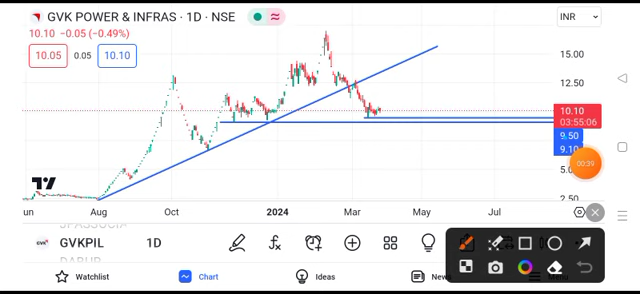 GVK POWER & INFRAS · 1D · NSE
INR
10.10 −0.05 (−0.49%)
10.05 0.05 10.10
15.00
12.50
10.10
03:55:06
9.50
9.10
00:39
2.50
un Aug Oct 2024 Mar May Jul
GVKPIL 1D
Watchlist Chart Ideas News